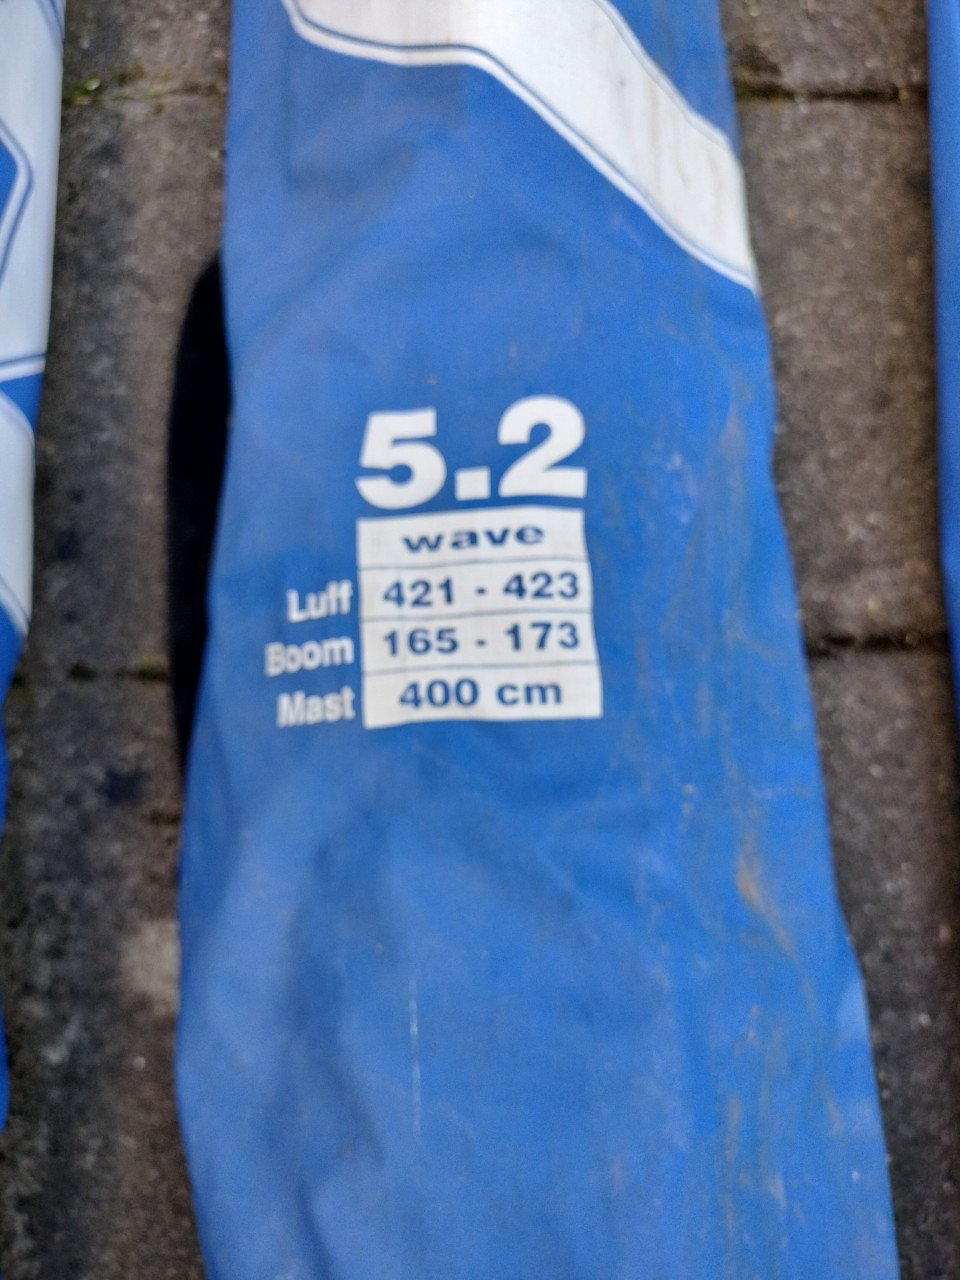 5.2
wave
Luff 421 - 423
Boom 165 - 173
Mast 400 cm